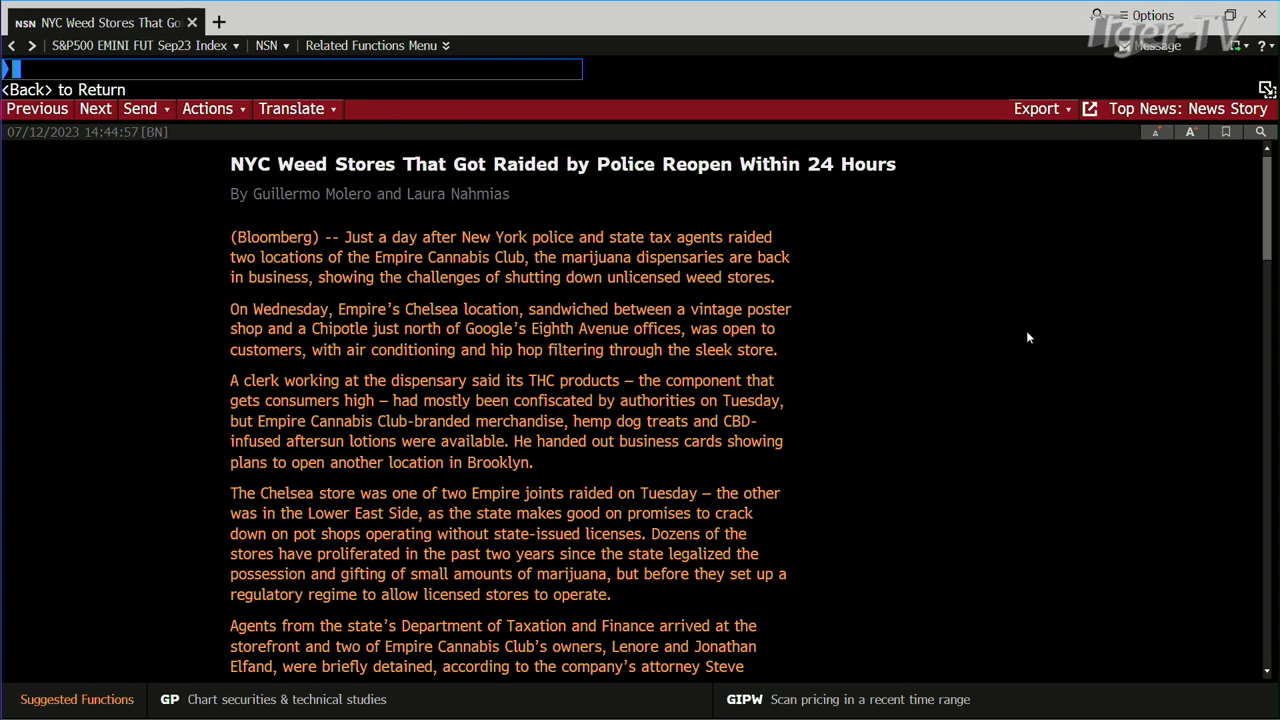 NSN NYC Weed Stores That Go
Options
S&P500 EMINI FUT Sep23 Index NSN Related Functions Menu
Message
Tiger-TV
?
<Back> to Return
Previous Next Send Actions Translate Export Top News: News Story
07/12/2023 14:44:57[BN]
A A
NYC Weed Stores That Got Raided by Police Reopen Within 24 Hours
By Guillermo Molero and Laura Nahmias
(Bloomberg) -- Just a day after New York police and state tax agents raided
two locations of the Empire Cannabis Club, the marijuana dispensaries are back
in business, showing the challenges of shutting down unlicensed weed stores.
On Wednesday, Empire's Chelsea location, sandwiched between a vintage poster
shop and a Chipotle just north of Google's Eighth Avenue offices, was open to
customers, with air conditioning and hip hop filtering through the sleek store.
A clerk working at the dispensary said its THC products – the component that
gets consumers high – had mostly been confiscated by authorities on Tuesday,
but Empire Cannabis Club-branded merchandise, hemp dog treats and CBD-
infused aftersun lotions were available. He handed out business cards showing
plans to open another location in Brooklyn.
The Chelsea store was one of two Empire joints raided on Tuesday – the other
was in the Lower East Side, as the state makes good on promises to crack
down on pot shops operating without state-issued licenses. Dozens of the
stores have proliferated in the past two years since the state legalized the
possession and gifting of small amounts of marijuana, but before they set up a
regulatory regime to allow licensed stores to operate.
Agents from the state's Department of Taxation and Finance arrived at the
storefront and two of Empire Cannabis Club's owners, Lenore and Jonathan
Elfand, were briefly detained, according to the company's attorney Steve
Suggested Functions GP Chart securities & technical studies GIPW Scan pricing in a recent time range